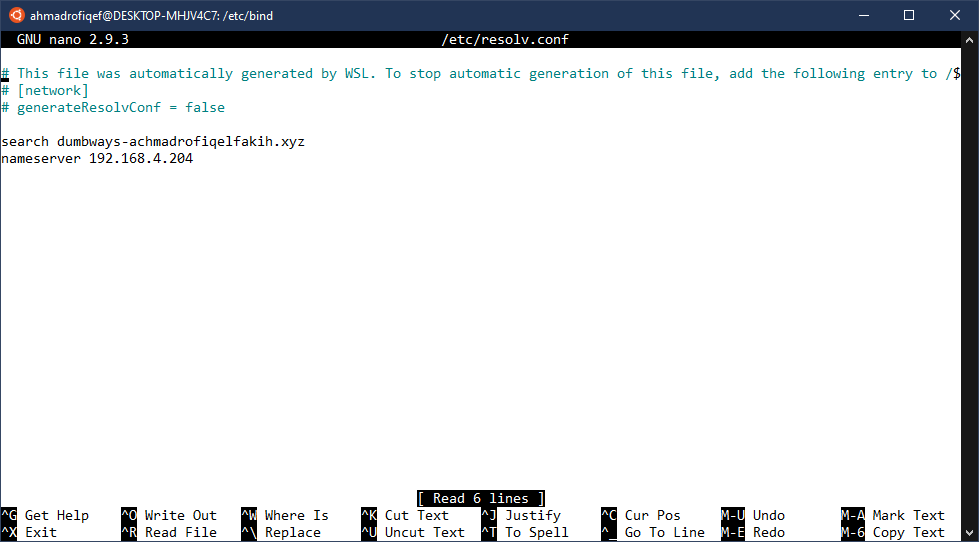 ahmadrofiqef@DESKTOP-MHJV4C7: /etc/bind
GNU nano 2.9.3 /etc/resolv.conf
# This file was automatically generated by WSL. To stop automatic generation of this file, add the following entry to /$
# [network]
# generateResolvConf = false
search dumbways-achmadrofiqelfakih.xyz
nameserver 192.168.4.204
[ Read 6 lines ]
^G Get Help ^O Write Out ^W Where Is ^K Cut Text ^J Justify ^C Cur Pos M-U Undo M-A Mark Text
^X Exit ^R Read File ^\ Replace ^U Uncut Text ^T To Spell ^_ Go To Line M-E Redo M-6 Copy Text